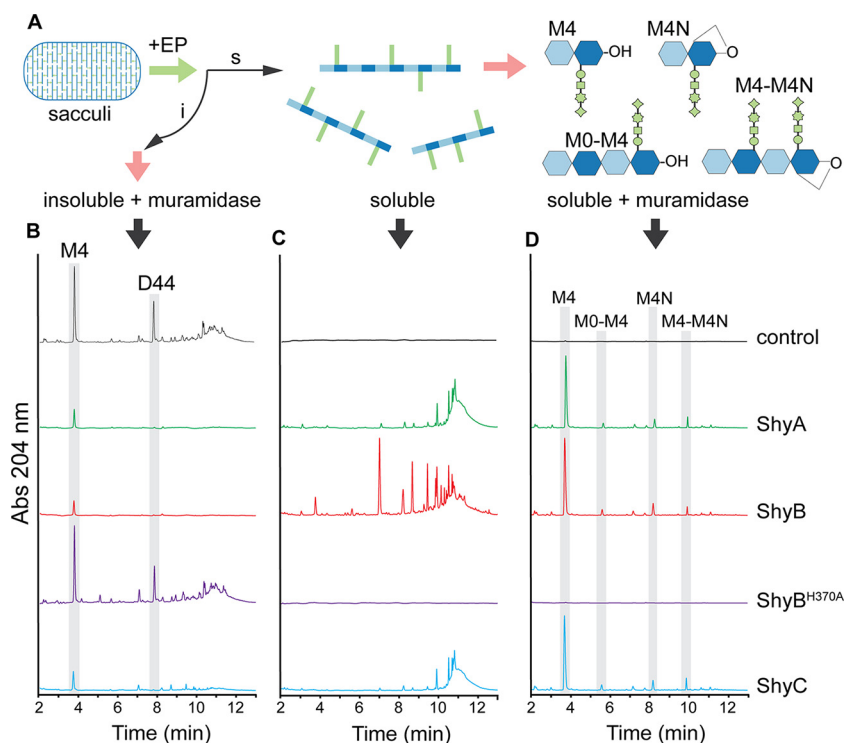 A
+EP
s
i
sacculi
M4
-OH
M4N
O
M4-M4N
M0-M4
-OH
O
insoluble + muramidase
soluble
soluble + muramidase
B
C
D
M4
D44
M4
M0-M4
M4N
M4-M4N
control
ShyA
ShyB
ShyBH370A
ShyC
Abs 204 nm
2 4 6 8 10 12
2 4 6 8 10 12
2 4 6 8 10 12
Time (min)
Time (min)
Time (min)